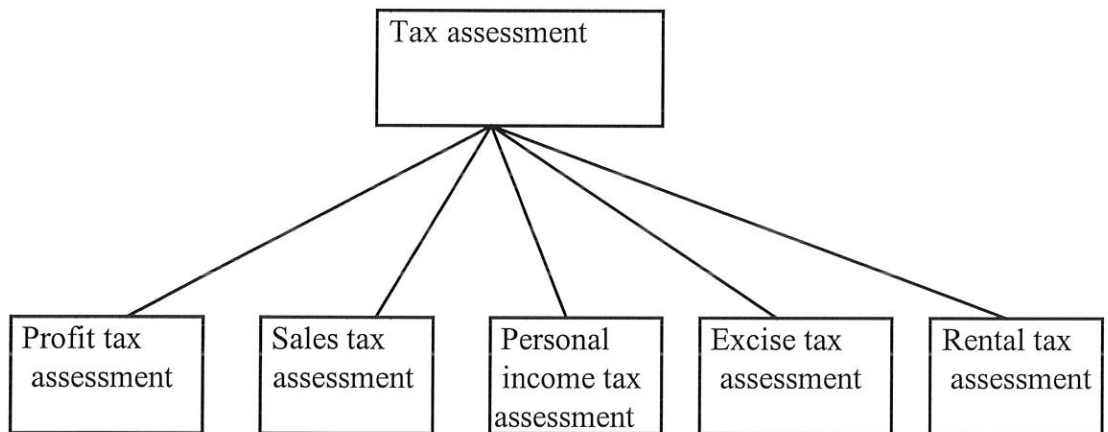 Tax assessment
Profit tax
assessment
Sales tax
assessment
Personal
income tax
assessment
Excise tax
assessment
Rental tax
assessment